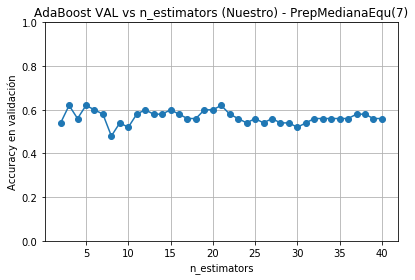 AdaBoost VAL vs n_estimators (Nuestro) - PrepMedianaEqu(7)
1.0
0.8
0.6
0.4
0.2
0.0
Accuracy en validación
5 10 15 20 25 30 35 40
n_estimators